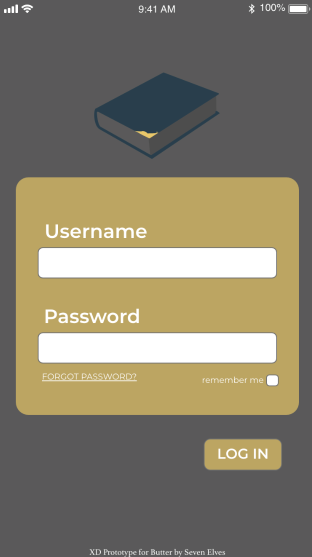 9:41 AM
100%
Username
Password
FORGOT PASSWORD?
remember me
LOG IN
XD Prototype for Butter by Seven Elves